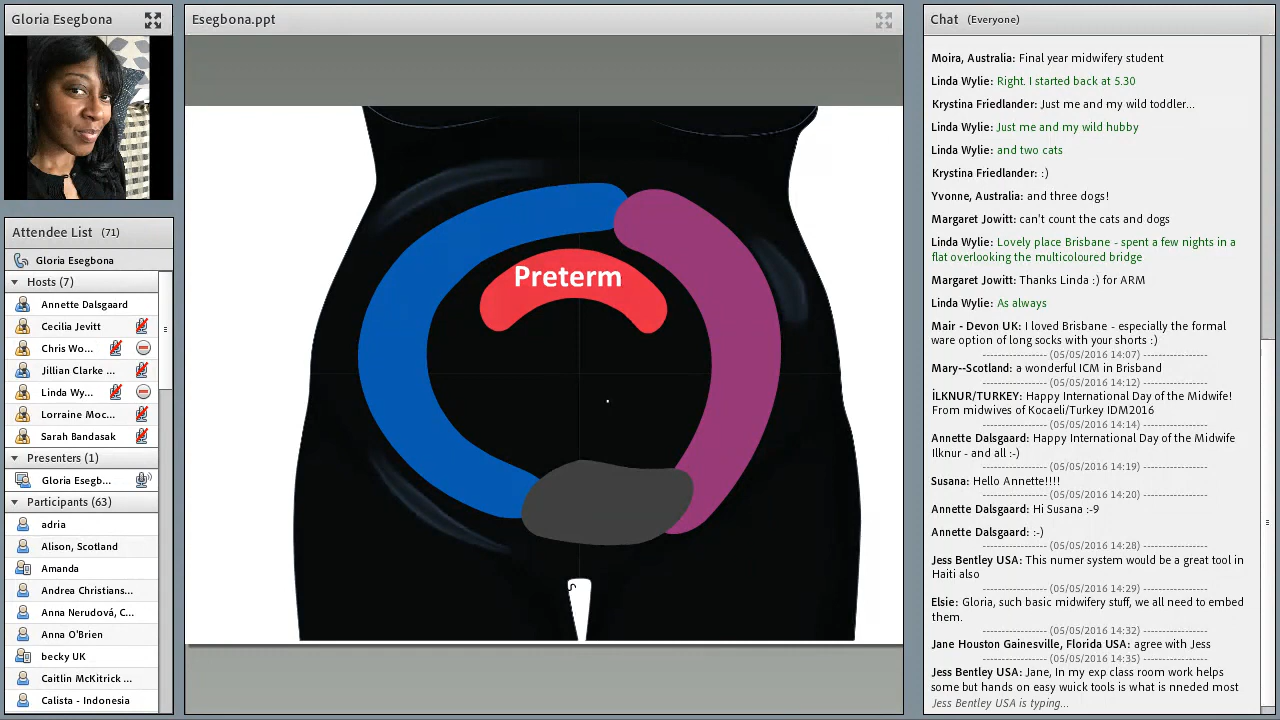 Gloria Esegbona
Attendee List (71)
Gloria Esegbona
Hosts (7)
Annette Dalsgaard
Cecilia Jevitt
Chris Wo...
Jillian Clarke ...
Linda Wy...
Lorraine Moc...
Sarah Bandasak
Presenters (1)
Gloria Esegb...
Participants (63)
adria
Alison, Scotland
Amanda
Andrea Christians...
Anna Nerudová, C...
Anna O'Brien
becky UK
Caitlin McKitrick ...
Calista - Indonesia
Esegbona.ppt
Preterm
Chat (Everyone)
Moira, Australia: Final year midwifery student
Linda Wylie: Right. I started back at 5.30
Krystina Friedlander: Just me and my wild toddler...
Linda Wylie: Just me and my wild hubby
Linda Wylie: and two cats
Krystina Friedlander: :)
Yvonne, Australia: and three dogs!
Margaret Jowitt: can't count the cats and dogs
Linda Wylie: Lovely place Brisbane - spent a few nights in a
flat overlooking the multicoloured bridge
Margaret Jowitt: Thanks Linda :) for ARM
Linda Wylie: As always
Mair - Devon UK: I loved Brisbane - especially the formal
ware option of long socks with your shorts :)
------------------ (05/05/2016 14:07) ------------------
Mary--Scotland: a wonderful ICM in Brisband
------------------ (05/05/2016 14:12) ------------------
İLKNUR/TURKEY: Happy International Day of the Midwife!
From midwives of Kocaeli/Turkey IDM2016
------------------ (05/05/2016 14:14) ------------------
Annette Dalsgaard: Happy International Day of the Midwife
Ilknur - and all :-)
------------------ (05/05/2016 14:19) ------------------
Susana: Hello Annette!!!!
------------------ (05/05/2016 14:20) ------------------
Annette Dalsgaard: Hi Susana :-9
Annette Dalsgaard: :-)
------------------ (05/05/2016 14:28) ------------------
Jess Bentley USA: This numer system would be a great tool in
Haiti also
------------------ (05/05/2016 14:29) ------------------
Elsie: Gloria, such basic midwifery stuff, we all need to embed
them.
------------------ (05/05/2016 14:32) ------------------
Jane Houston Gainesville, Florida USA: agree with Jess
------------------ (05/05/2016 14:35) ------------------
Jess Bentley USA: Jane, In my exp class room work helps
some but hands on easy wuick tools is what is nneded most
Jess Bentley USA is typing...